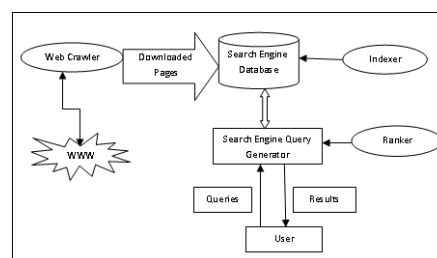 Web Crawler
Downloaded
Pages
Search Engine
Database
Indexer
WWW
Search Engine Query
Generator
Ranker
Queries
Results
User